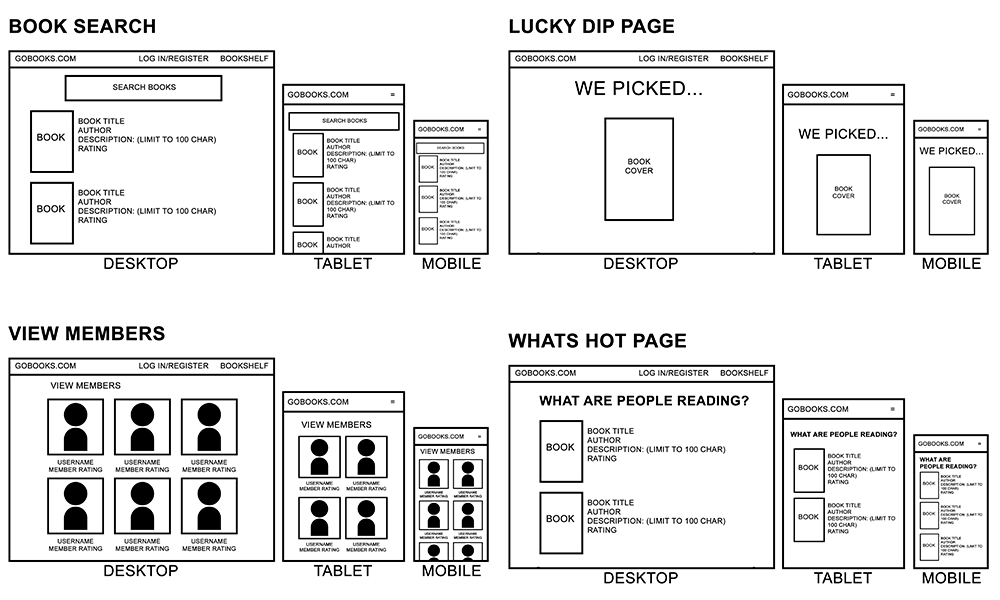 BOOK SEARCH
GOBOOKS.COM LOG IN/REGISTER BOOKSHELF
SEARCH BOOKS
BOOK
BOOK TITLE
AUTHOR
DESCRIPTION: (LIMIT TO 100 CHAR)
RATING
BOOK
BOOK TITLE
AUTHOR
DESCRIPTION: (LIMIT TO 100 CHAR)
RATING
DESKTOP
GOBOOKS.COM =
SEARCH BOOKS
BOOK
BOOK TITLE
AUTHOR
DESCRIPTION: (LIMIT TO
100 CHAR)
RATING
BOOK
BOOK TITLE
AUTHOR
DESCRIPTION: (LIMIT TO
100 CHAR)
RATING
BOOK
BOOK TITLE
AUTHOR
TABLET
GOBOOKS.COM =
SEARCH BOOKS
BOOK
BOOK TITLE
AUTHOR
DESCRIPTION: (LIMIT TO
100 CHAR)
RATING
BOOK
BOOK TITLE
AUTHOR
DESCRIPTION: (LIMIT TO
100 CHAR)
RATING
BOOK
BOOK TITLE
AUTHOR
DESCRIPTION: (LIMIT TO
100 CHAR)
RATING
MOBILE
LUCKY DIP PAGE
GOBOOKS.COM LOG IN/REGISTER BOOKSHELF
WE PICKED...
BOOK
COVER
DESKTOP
GOBOOKS.COM =
WE PICKED...
BOOK
COVER
TABLET
GOBOOKS.COM =
WE PICKED...
BOOK
COVER
MOBILE
VIEW MEMBERS
GOBOOKS.COM LOG IN/REGISTER BOOKSHELF
VIEW MEMBERS
USERNAME USERNAME USERNAME
MEMBER RATING MEMBER RATING MEMBER RATING
USERNAME USERNAME USERNAME
MEMBER RATING MEMBER RATING MEMBER RATING
DESKTOP
GOBOOKS.COM =
VIEW MEMBERS
USERNAME USERNAME
MEMBER RATING MEMBER RATING
USERNAME USERNAME
MEMBER RATING MEMBER RATING
TABLET
GOBOOKS.COM =
VIEW MEMBERS
USERNAME USERNAME
MEMBER RATING MEMBER RATING
USERNAME USERNAME
MEMBER RATING MEMBER RATING
MOBILE
WHATS HOT PAGE
GOBOOKS.COM LOG IN/REGISTER BOOKSHELF
WHAT ARE PEOPLE READING?
BOOK
BOOK TITLE
AUTHOR
DESCRIPTION: (LIMIT TO 100 CHAR)
RATING
BOOK
BOOK TITLE
AUTHOR
DESCRIPTION: (LIMIT TO 100 CHAR)
RATING
DESKTOP
GOBOOKS.COM =
WHAT ARE PEOPLE READING?
BOOK
BOOK TITLE
AUTHOR
DESCRIPTION: (LIMIT TO
100 CHAR)
RATING
BOOK
BOOK TITLE
AUTHOR
DESCRIPTION: (LIMIT TO
100 CHAR)
RATING
TABLET
GOBOOKS.COM =
WHAT ARE
PEOPLE READING?
BOOK
BOOK TITLE
AUTHOR
DESCRIPTION: (LIMIT TO
100 CHAR)
RATING
BOOK
BOOK TITLE
AUTHOR
DESCRIPTION: (LIMIT TO
100 CHAR)
RATING
BOOK
BOOK TITLE
AUTHOR
DESCRIPTION: (LIMIT TO
100 CHAR)
RATING
MOBILE